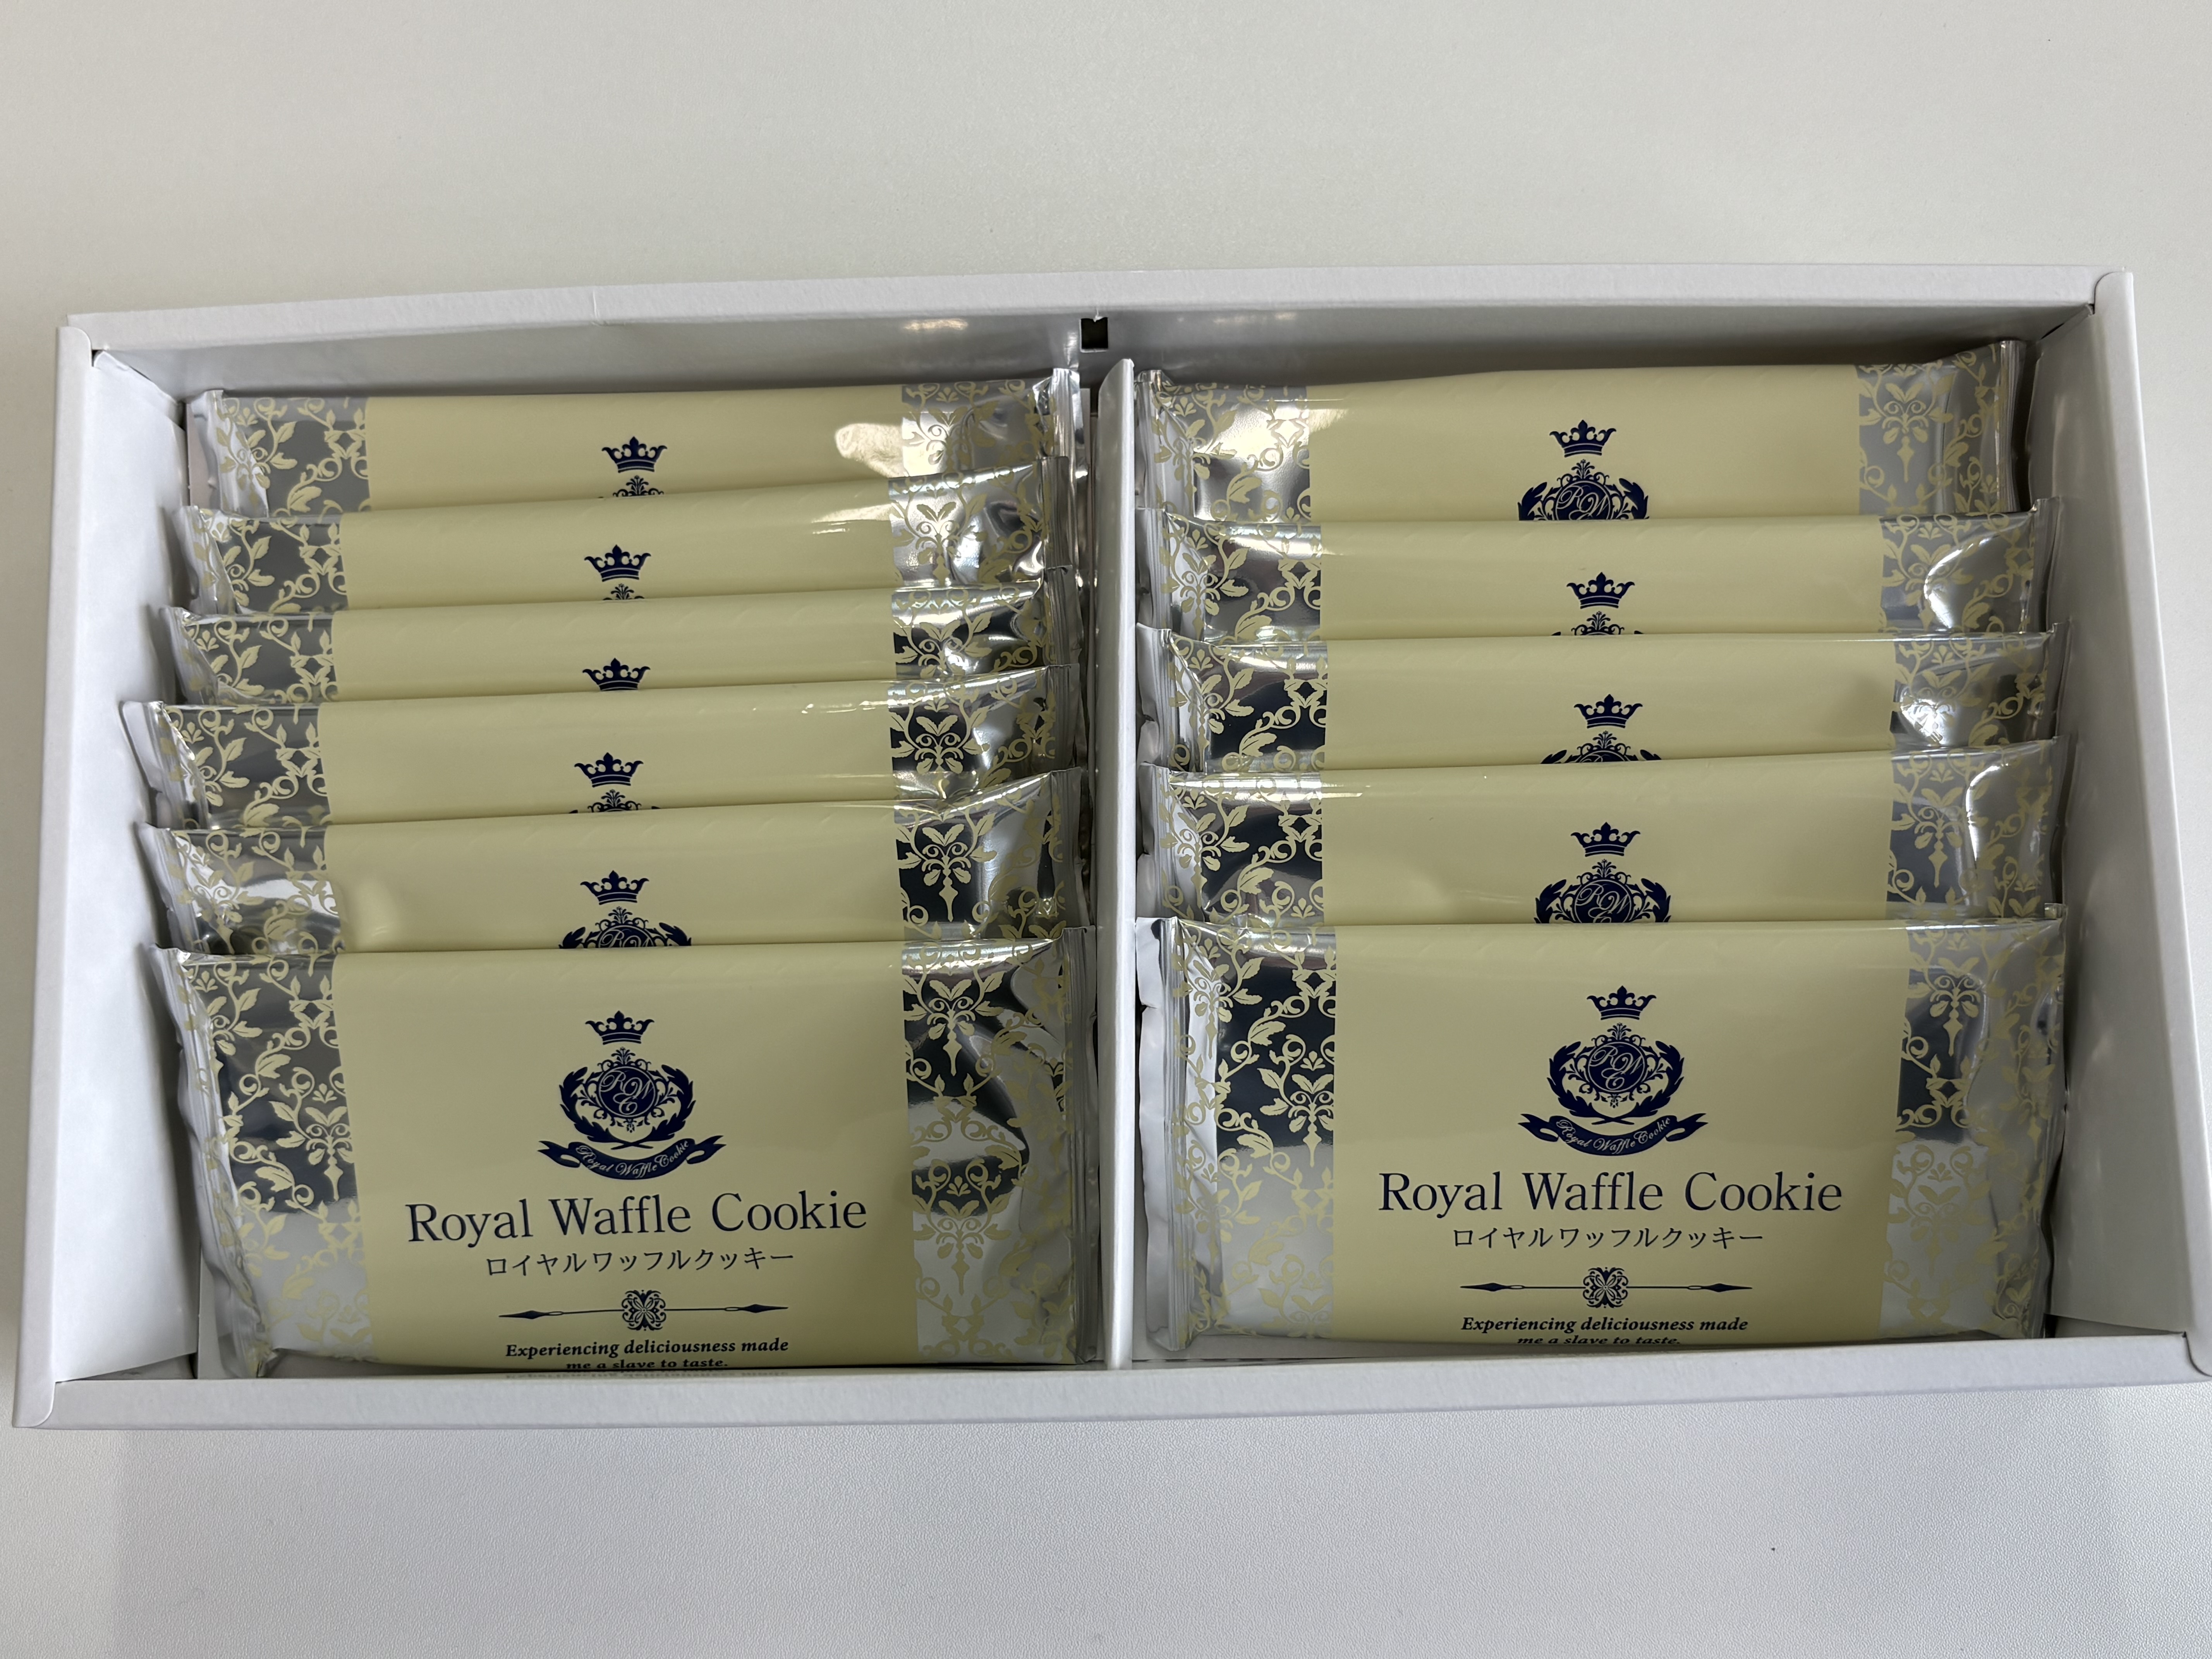 Royal Waffle Cookie
Royal Waffle Cookie
ロイヤルワッフルクッキー
Experiencing deliciousness made
me a slave to taste.
Royal Waffle Cookie
Royal Waffle Cookie
ロイヤルワッフルクッキー
Experiencing deliciousness made
me a slave to taste.